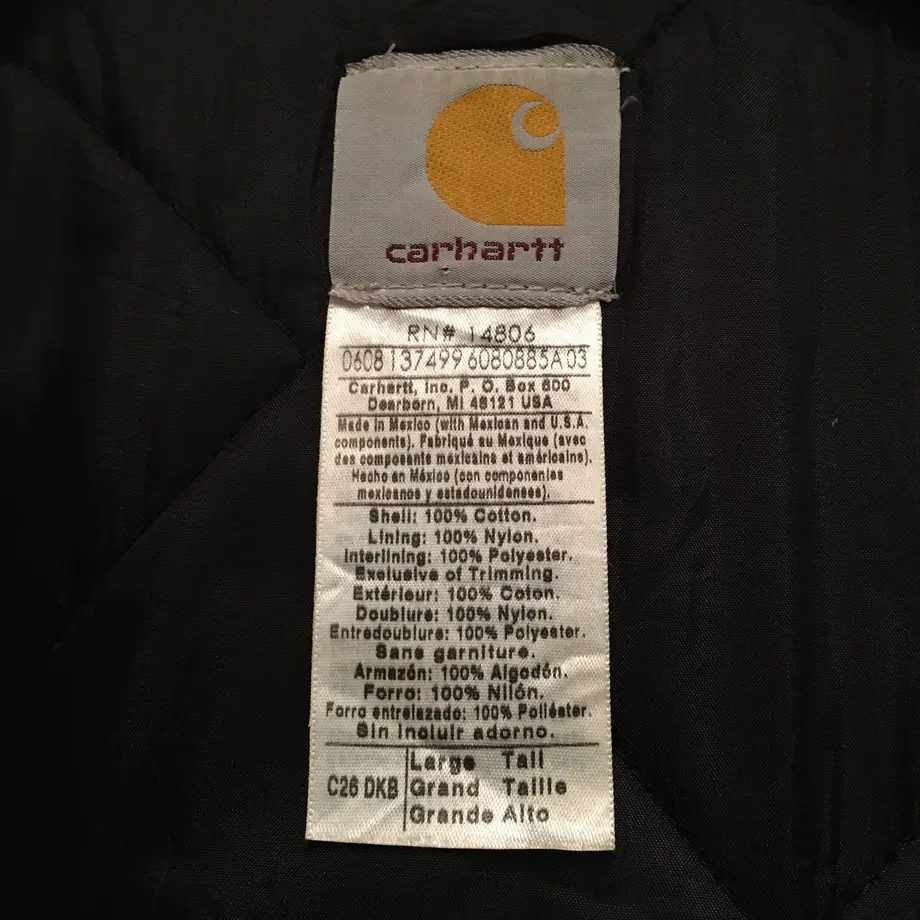 carhartt
RN# 14806
0608 137499 6080885A 03
Carhartt, Inc. P. O. Box 600
Dearborn, MI 48121 USA
Made in Mexico (with Mexican and U.S.A.
components). Fabriqué au Mexique (avec
des composants mexicains et américains).
Hecho en México (con componentes
mexicanos y estadounidenses).
Shell: 100% Cotton.
Lining: 100% Nylon.
Interlining: 100% Polyester.
Exclusive of Trimming.
Extérieur: 100% Coton.
Doublure: 100% Nylon.
Entredoublure: 100% Polyester.
Sans garniture.
Armazón: 100% Algodón.
Forro: 100% Nilón.
Forro entrelazado: 100% Poliéster.
Sin incluir adorno.
C26 DKB
Large Tall
Grand Taille
Grande Alto